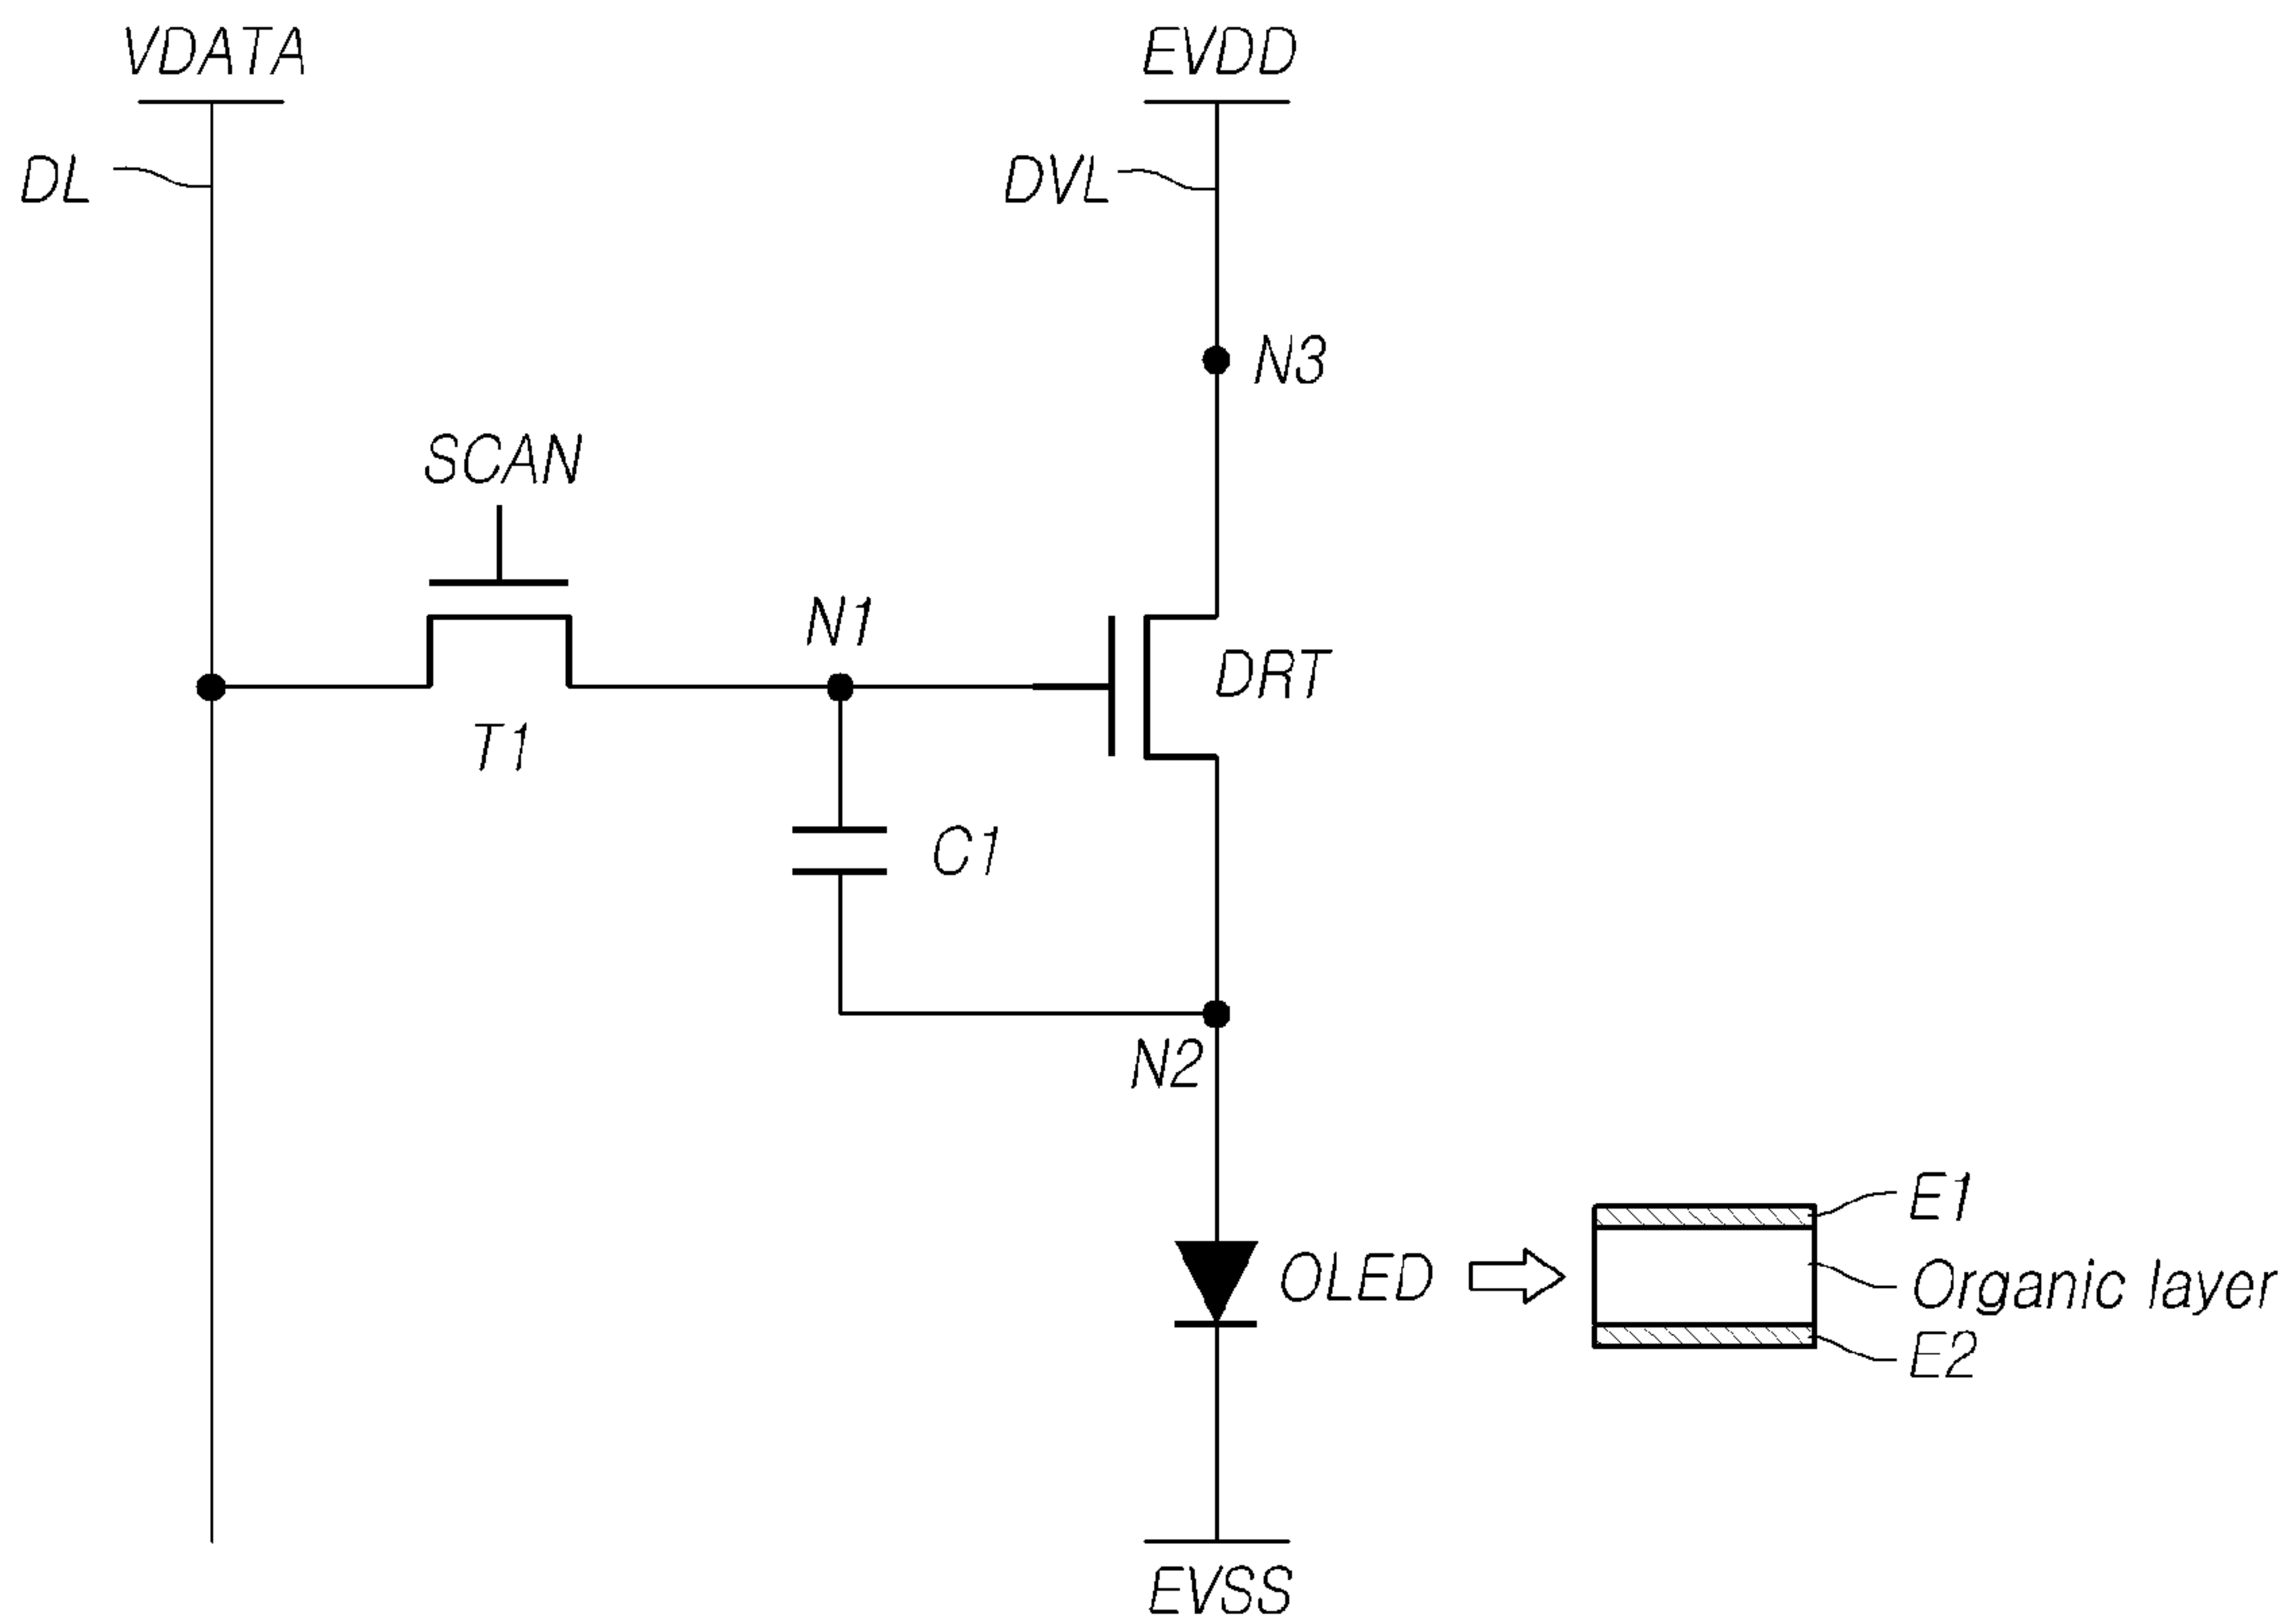 VDATA
EVDD
DL
DVL
N3
SCAN
N1
DRT
T1
C1
N2
E1
OLED
Organic layer
E2
EVSS